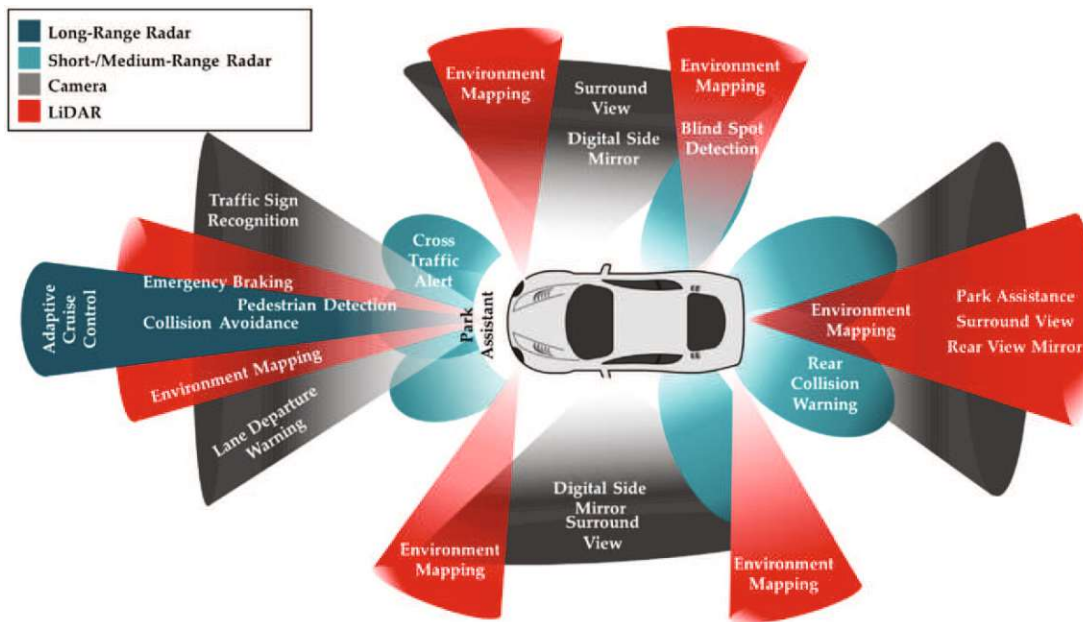 Long-Range Radar
Short-/Medium-Range Radar
Camera
LiDAR
Environment
Mapping
Surround
View
Digital Side
Mirror
Environment
Mapping
Blind Spot
Detection
Traffic Sign
Recognition
Cross
Traffic
Alert
Emergency Braking
Pedestrian Detection
Collision Avoidance
Adaptive
Cruise
Control
Park
Assistant
Environment Mapping
Lane Departure
Warning
Environment
Mapping
Park Assistance
Surround View
Rear View Mirror
Rear
Collision
Warning
Digital Side
Mirror
Surround
View
Environment
Mapping
Environment
Mapping